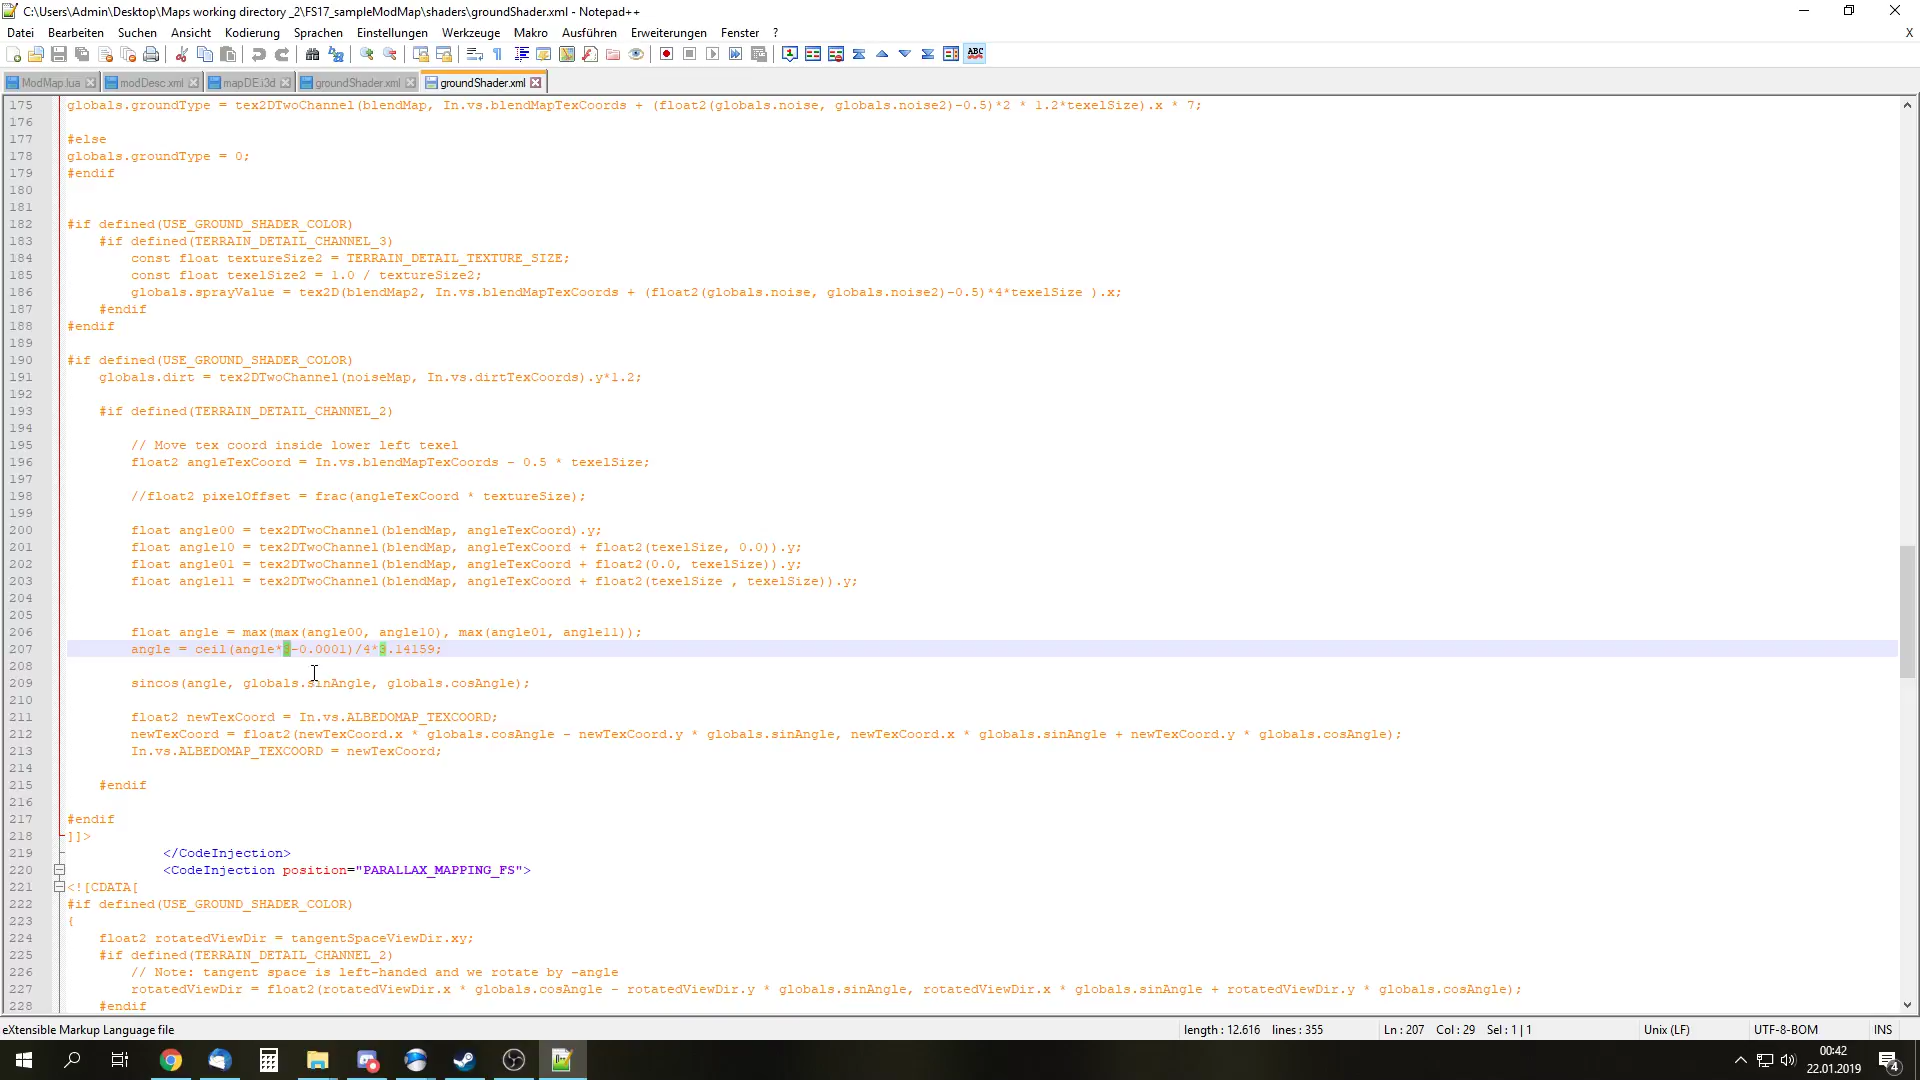 C:\Users\Admin\Desktop\Maps working directory _2\FS17_sampleModMap\shaders\groundShader.xml - Notepad++
Datei Bearbeiten Suchen Ansicht Kodierung Sprachen Einstellungen Werkzeuge Makro Ausführen Erweiterungen Fenster ? X
ABC
ModMap.lua modDesc.xml mapDE.i3d groundShader.xml groundShader.xml
175 globals.groundType = tex2DTwoChannel(blendMap, In.vs.blendMapTexCoords + (float2(globals.noise, globals.noise2)-0.5)*2 * 1.2*texelSize).x * 7;
176
177 #else
178 globals.groundType = 0;
179 #endif
180
181
182 #if defined(USE_GROUND_SHADER_COLOR)
183 #if defined(TERRAIN_DETAIL_CHANNEL_3)
184 const float textureSize2 = TERRAIN_DETAIL_TEXTURE_SIZE;
185 const float texelSize2 = 1.0 / textureSize2;
186 globals.sprayValue = tex2D(blendMap2, In.vs.blendMapTexCoords + (float2(globals.noise, globals.noise2)-0.5)*4*texelSize ).x;
187 #endif
188 #endif
189
190 #if defined(USE_GROUND_SHADER_COLOR)
191 globals.dirt = tex2DTwoChannel(noiseMap, In.vs.dirtTexCoords).y*1.2;
192
193 #if defined(TERRAIN_DETAIL_CHANNEL_2)
194
195 // Move tex coord inside lower left texel
196 float2 angleTexCoord = In.vs.blendMapTexCoords - 0.5 * texelSize;
197
198 //float2 pixelOffset = frac(angleTexCoord * textureSize);
199
200 float angle00 = tex2DTwoChannel(blendMap, angleTexCoord).y;
201 float angle10 = tex2DTwoChannel(blendMap, angleTexCoord + float2(texelSize, 0.0)).y;
202 float angle01 = tex2DTwoChannel(blendMap, angleTexCoord + float2(0.0, texelSize)).y;
203 float angle11 = tex2DTwoChannel(blendMap, angleTexCoord + float2(texelSize , texelSize)).y;
204
205
206 float angle = max(max(angle00, angle10), max(angle01, angle11));
207 angle = ceil(angle*3-0.0001)/4*3.14159;
208
209 sincos(angle, globals.sinAngle, globals.cosAngle);
210
211 float2 newTexCoord = In.vs.ALBEDOMAP_TEXCOORD;
212 newTexCoord = float2(newTexCoord.x * globals.cosAngle - newTexCoord.y * globals.sinAngle, newTexCoord.x * globals.sinAngle + newTexCoord.y * globals.cosAngle);
213 In.vs.ALBEDOMAP_TEXCOORD = newTexCoord;
214
215 #endif
216
217 #endif
218 ]]>
219 </CodeInjection>
220 <CodeInjection position="PARALLAX_MAPPING_FS">
221 <![CDATA[
222 #if defined(USE_GROUND_SHADER_COLOR)
223 {
224 float2 rotatedViewDir = tangentSpaceViewDir.xy;
225 #if defined(TERRAIN_DETAIL_CHANNEL_2)
226 // Note: tangent space is left-handed and we rotate by -angle
227 rotatedViewDir = float2(rotatedViewDir.x * globals.cosAngle - rotatedViewDir.y * globals.sinAngle, rotatedViewDir.x * globals.sinAngle + rotatedViewDir.y * globals.cosAngle);
228 #endif
eXtensible Markup Language file length : 12.616 lines : 355 Ln : 207 Col : 29 Sel : 1 | 1 Unix (LF) UTF-8-BOM INS
00:42
22.01.2019
4